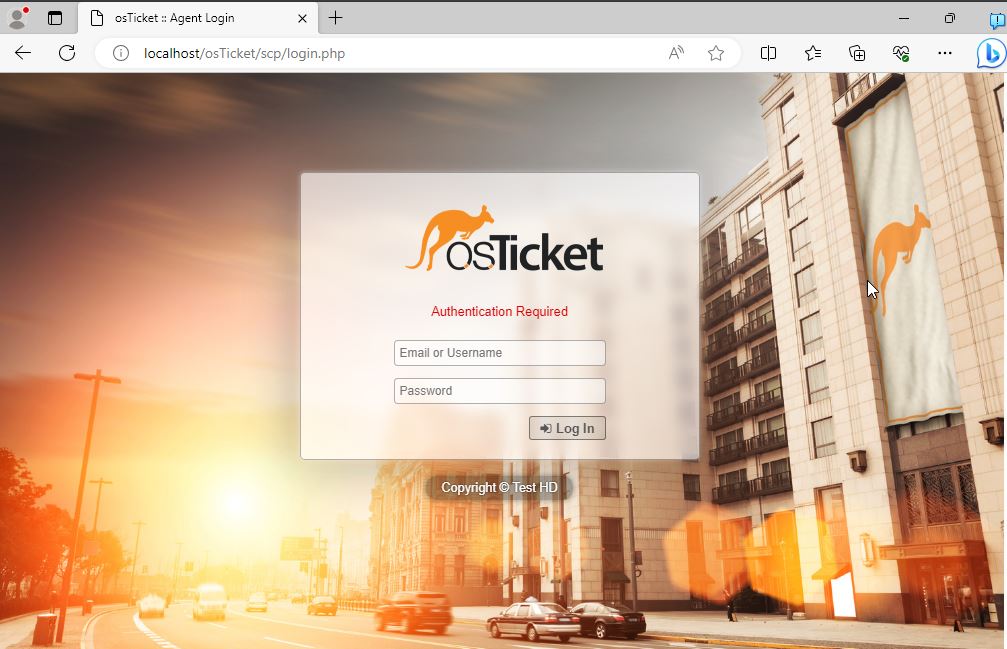 osTicket :: Agent Login
localhost/osTicket/scp/login.php
osTicket
Authentication Required
Email or Username
Password
Log In
Copyright © Test HD